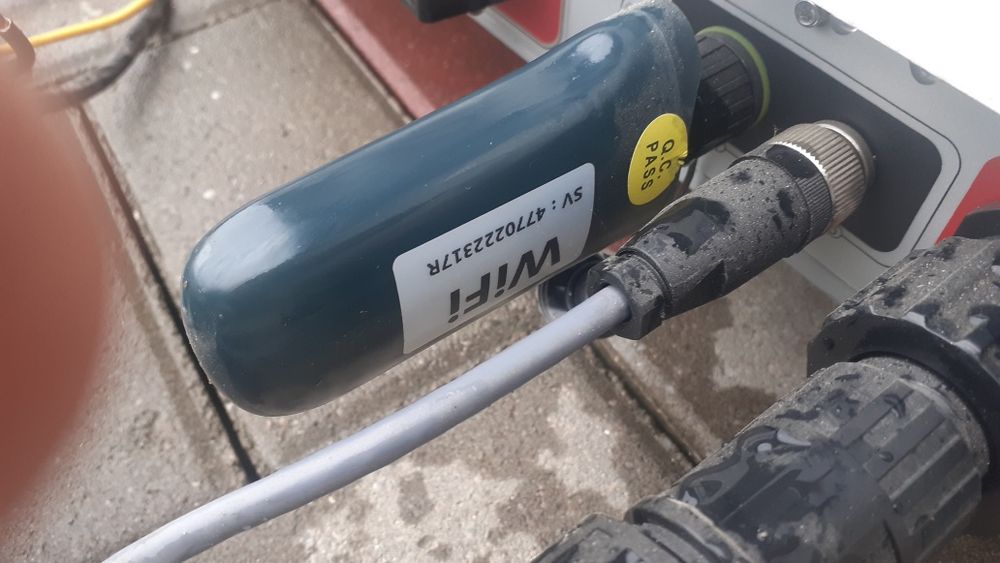 WiFi
SV : 4770222317R
Q.C.
PASS